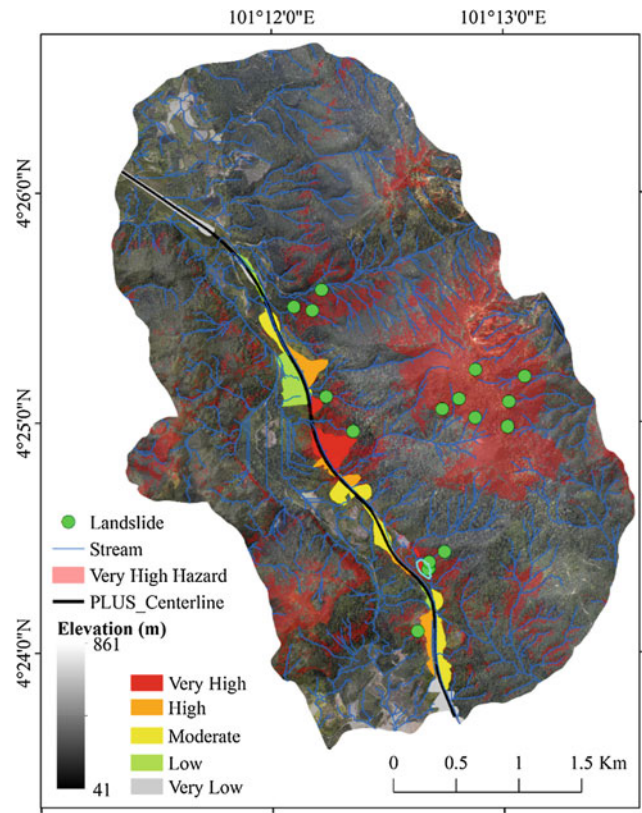 101°12'0"E 101°13'0"E
4°26'0"N
4°25'0"N
4°24'0"N
Landslide
Stream
Very High Hazard
PLUS_Centerline
Elevation (m)
861
41
Very High
High
Moderate
Low
Very Low
0 0.5 1 1.5 Km